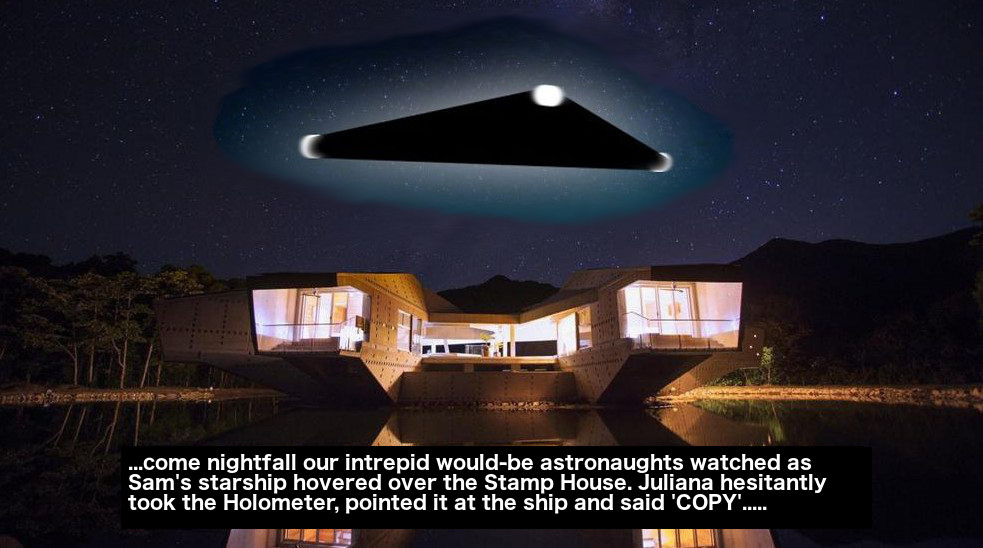 ...come nightfall our intrepid would-be astronaughts watched as
Sam's starship hovered over the Stamp House. Juliana hesitantly
took the Holometer, pointed it at the ship and said 'COPY'.....